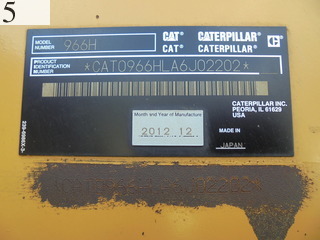 5
MODEL NUMBER 966H CAT® CATERPILLAR®
CAT® CATERPILLAR®
PRODUCT IDENTIFICATION NUMBER *CAT0966HLA6J02202*
CATERPILLAR INC.
PEORIA, IL 61629
USA
Month and Year of Manufacture
2012 12
MADE IN
JAPAN